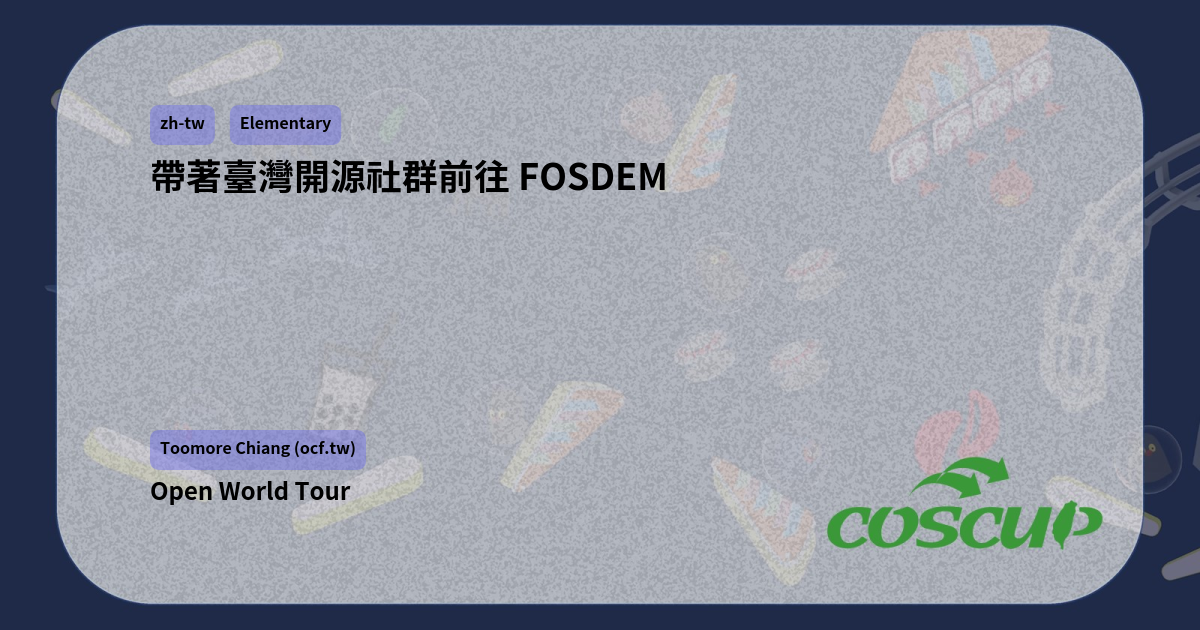 zh-tw Elementary
帶著臺灣開源社群前往 FOSDEM
Toomore Chiang (ocf.tw)
Open World Tour
COSCUP